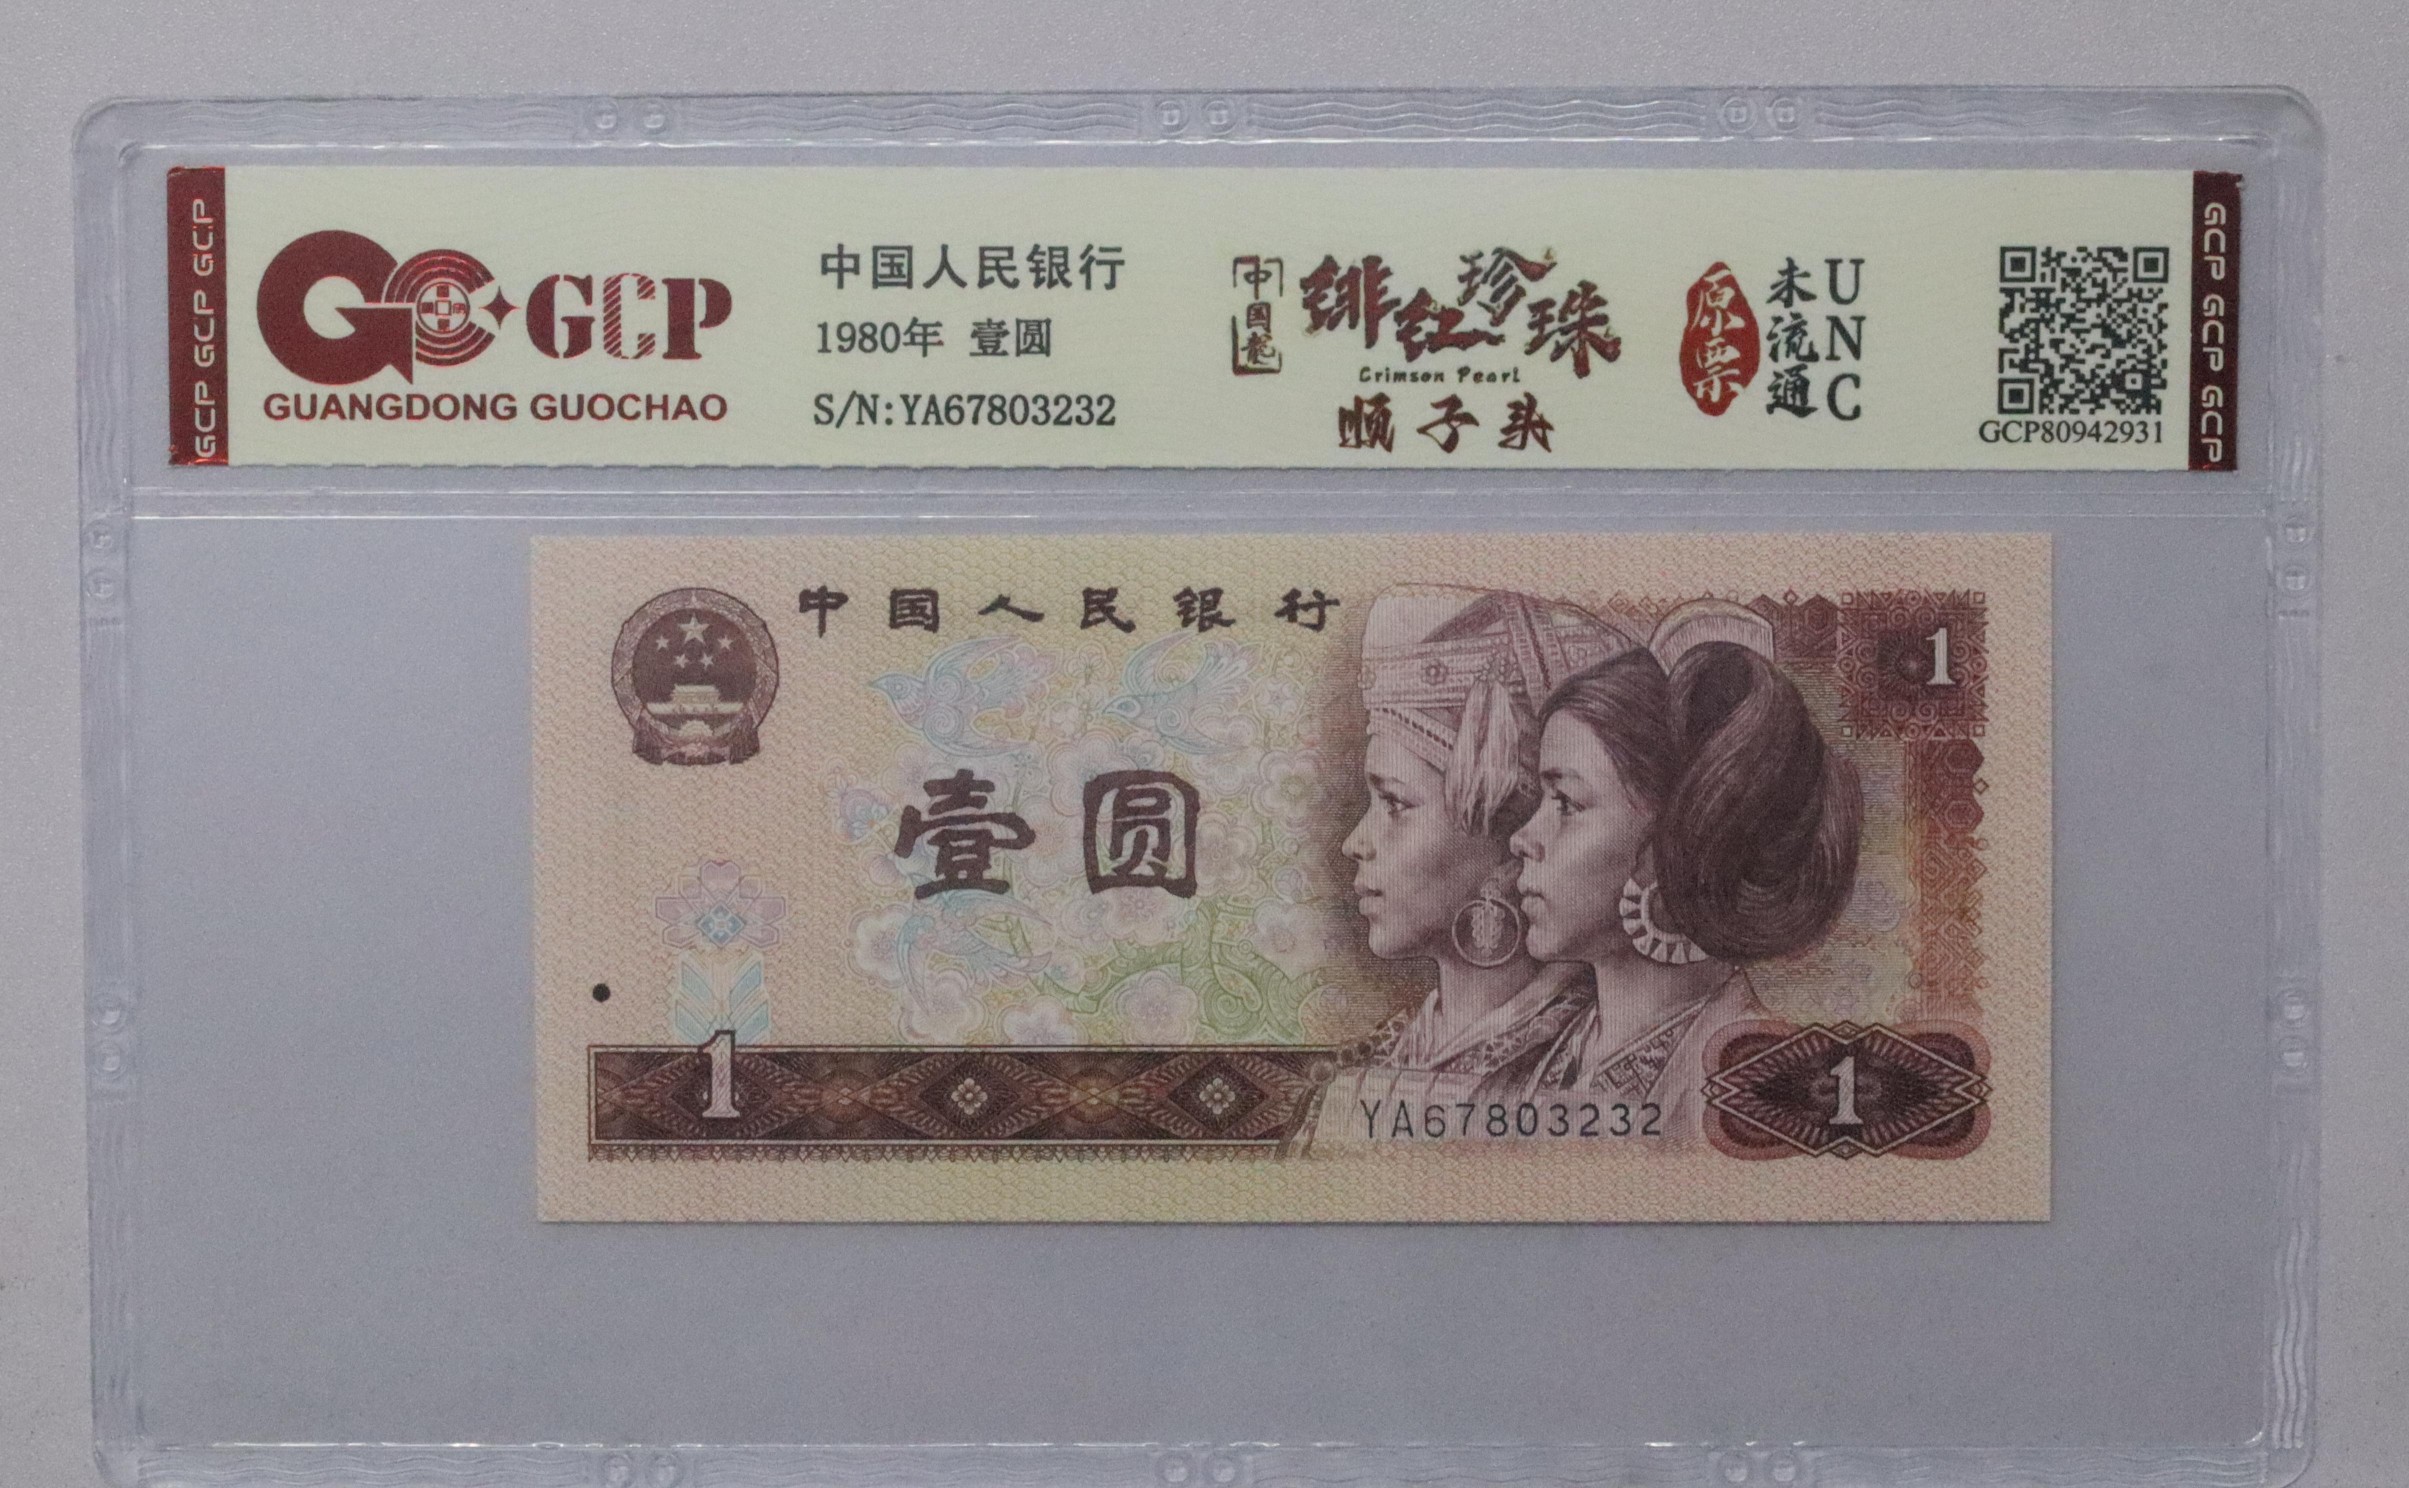 GCP GCP GCP
GCP
GUANGDONG GUOCHAO
中国人民银行
1980年 壹圆
S/N:YA67803232
中国龍
绯红珍珠
Crimson Pearl
顺子头
原票
未流通
UNC
GCP80942931
GCP GCP GCP
中国人民银行
1
壹圆
1
YA67803232
1